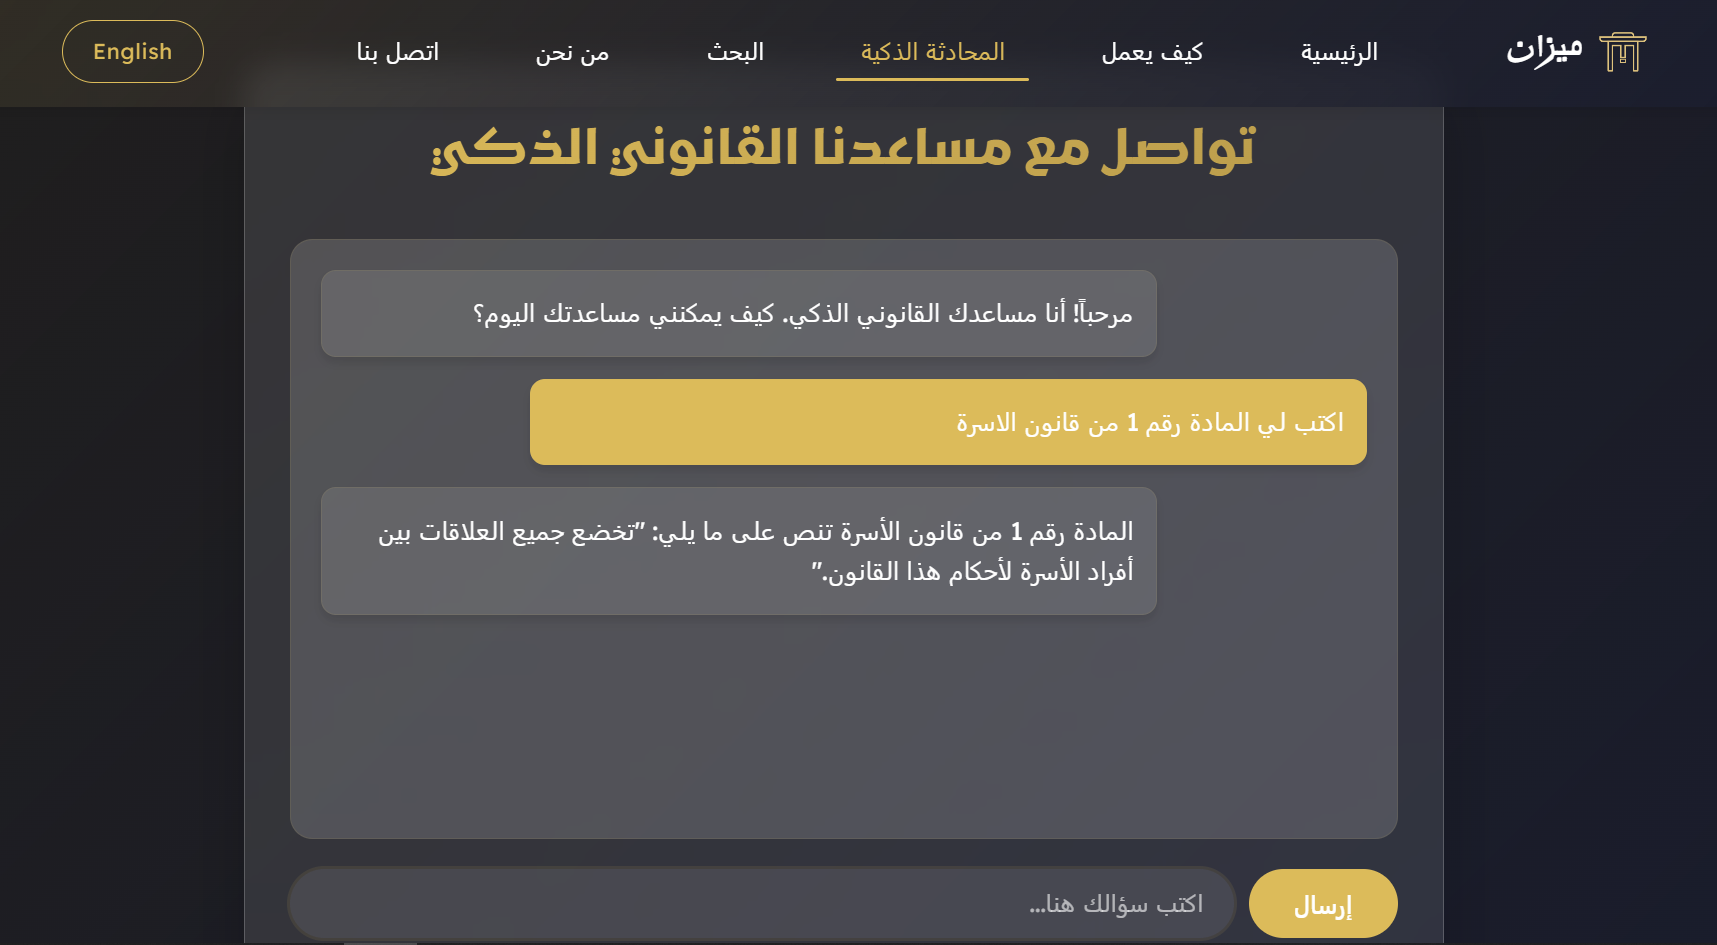 ميزان
الرئيسية
كيف يعمل
المحادثة الذكية
البحث
من نحن
اتصل بنا
English
تواصل مع مساعدنا القانوني الذكي
مرحباً! أنا مساعدك القانوني الذكي. كيف يمكنني مساعدتك اليوم؟
اكتب لي المادة رقم 1 من قانون الاسرة
المادة رقم 1 من قانون الأسرة تنص على ما يلي: "تخضع جميع العلاقات بين
أفراد الأسرة لأحكام هذا القانون."
إرسال
اكتب سؤالك هنا...